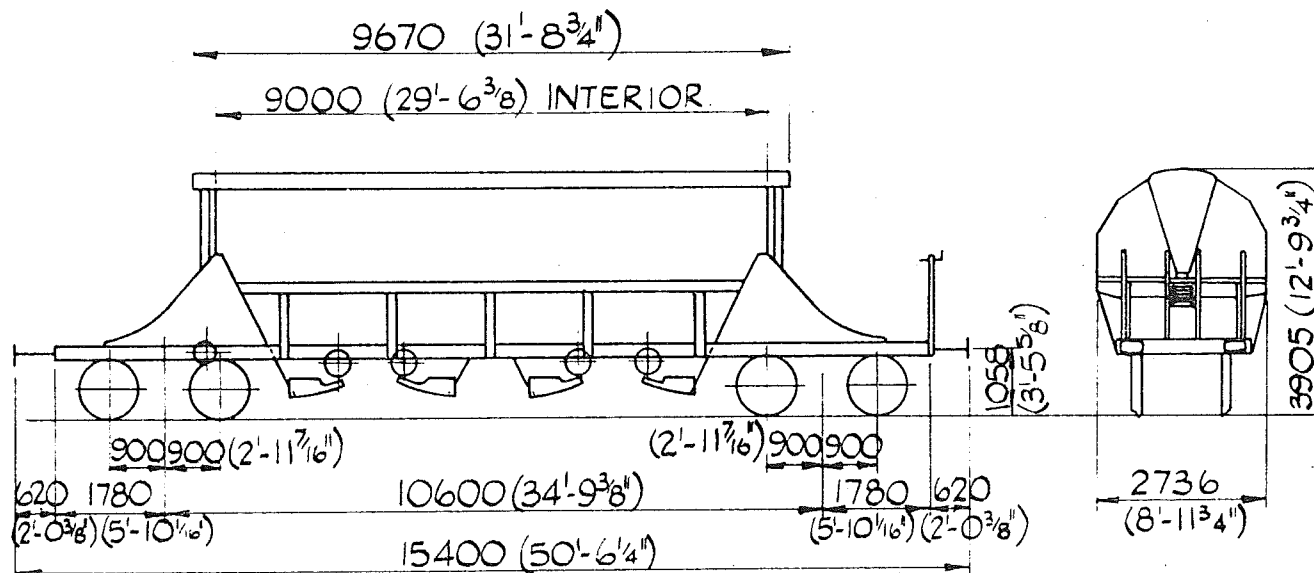 9670 (31'-8¾")
9000 (29'-6⅜) INTERIOR
3905 (12'-9¾")
1058
(3'-5⅝")
900 900 (2'-11⁷⁄₁₆")
(2'-11⁷⁄₁₆") 900 900
620 1780 10600 (34'-9⅜") 1780 620
(2'-0⅜") (5'-10¹⁄₁₆') (5'-10¹⁄₁₆") (2'-0⅜")
15400 (50'-6¼")
2736
(8'-11¾")